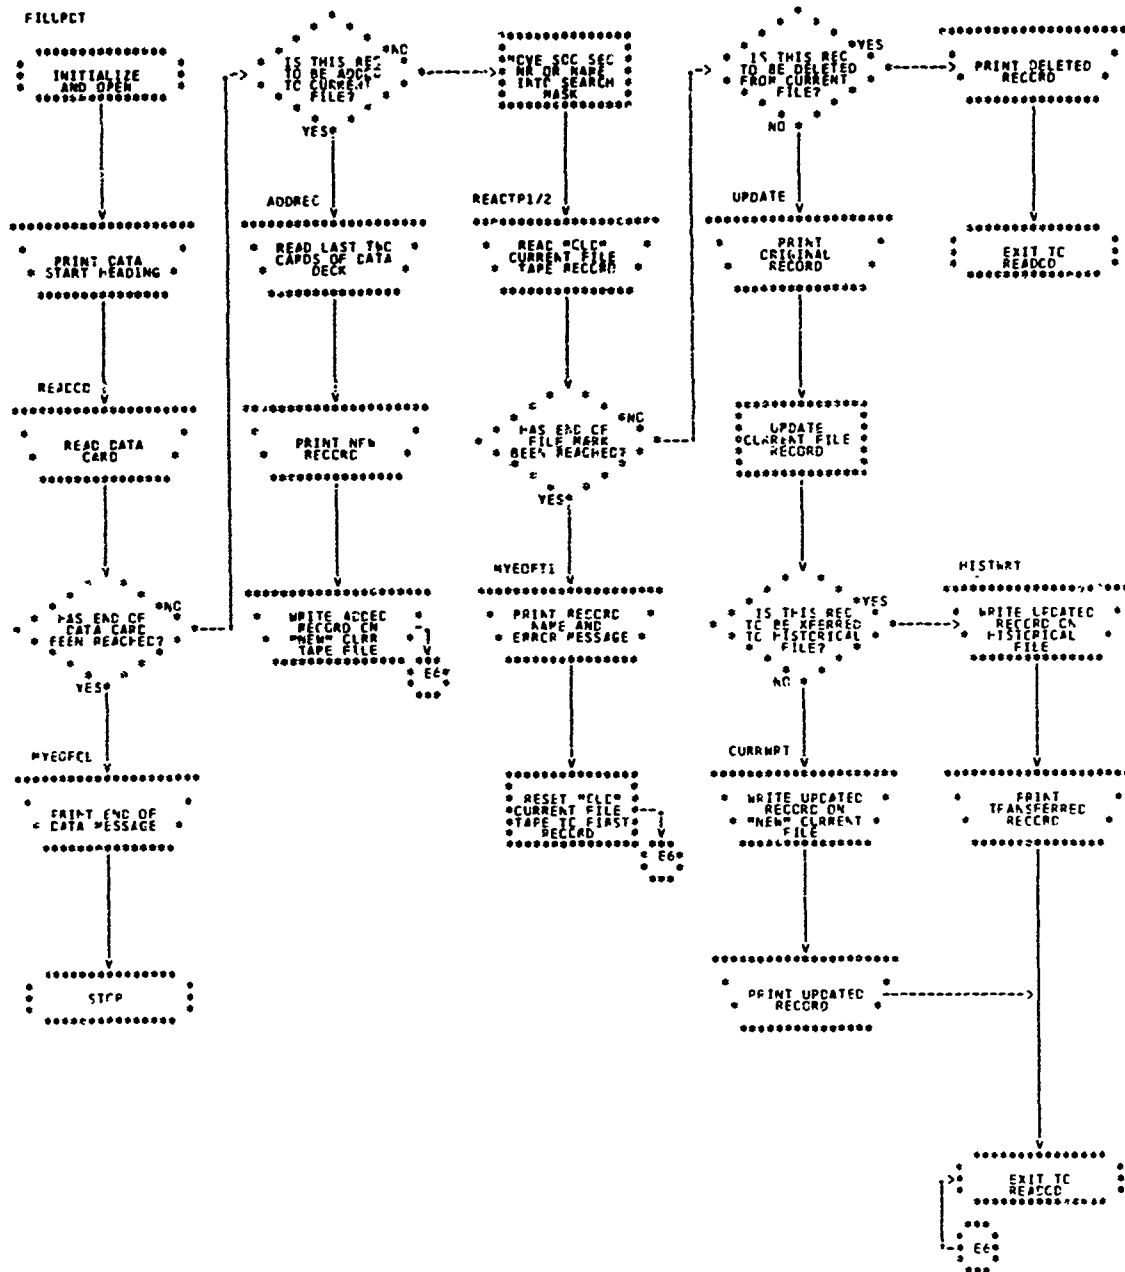 FILLPCT
INITIALIZE
AND OPEN
PRINT DATA
START HEADING
READCD
READ DATA
CARD
HAS END OF
DATA CARD
BEEN REACHED?
NO
YES
MYEOFCL
PRINT END OF
DATA MESSAGE
STOP
IS THIS REC
TO BE ADDED
TO CURRENT
FILE?
NO
YES
ADDREC
READ LAST TWO
CARDS OF DATA
DECK
PRINT NEW
RECORD
WRITE ADDED
RECORD ON
"NEW" CURR
TAPE FILE
E6
MOVE SOC SEC
NR OR NAME
INTO SEARCH
MASK
REACTP1/2
READ "OLD"
CURRENT FILE
TAPE RECORD
HAS END OF
FILE MARK
BEEN REACHED?
NO
YES
MYEOFT1
PRINT RECORD
NAME AND
ERROR MESSAGE
RESET "OLD"
CURRENT FILE
TAPE TO FIRST
RECORD
E6
IS THIS REC
TO BE DELETED
FROM CURRENT
FILE?
YES
NO
UPDATE
PRINT
ORIGINAL
RECORD
UPDATE
CURRENT FILE
RECORD
IS THIS REC
TO BE XFERRED
TO HISTORICAL
FILE?
YES
NO
CURRWRT
WRITE UPDATED
RECORD ON
"NEW" CURRENT
FILE
PRINT UPDATED
RECORD
PRINT DELETED
RECORD
EXIT TO
READCD
HISTWRT
WRITE UPDATED
RECORD ON
HISTORICAL
FILE
PRINT
TRANSFERRED
RECORD
EXIT TO
READCD
E6